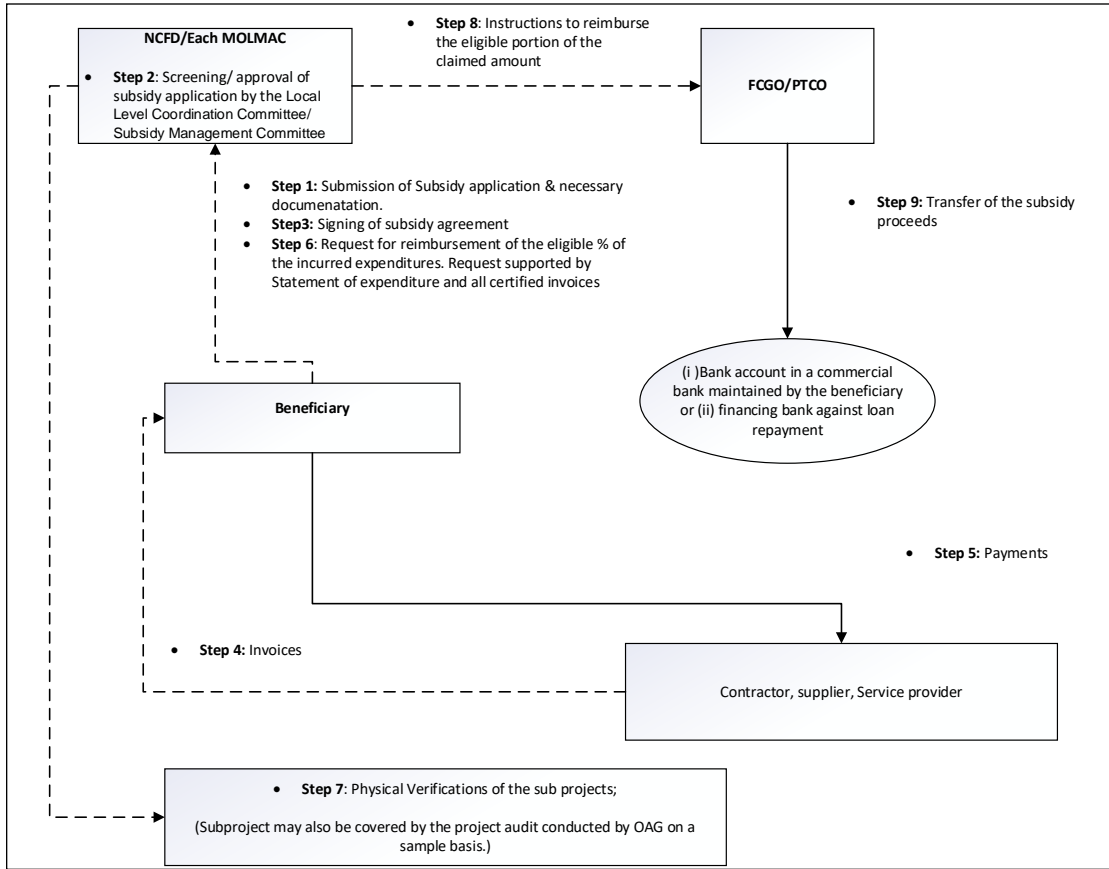 NCFD/Each MOLMAC
• Step 2: Screening/ approval of
subsidy application by the Local
Level Coordination Committee/
Subsidy Management Committee
• Step 8: Instructions to reimburse
the eligible portion of the
claimed amount
FCGO/PTCO
• Step 1: Submission of Subsidy application & necessary
documenatation.
• Step3: Signing of subsidy agreement
• Step 6: Request for reimbursement of the eligible % of
the incurred expenditures. Request supported by
Statement of expenditure and all certified invoices
• Step 9: Transfer of the subsidy
proceeds
(i )Bank account in a commercial
bank maintained by the beneficiary
or (ii) financing bank against loan
repayment
Beneficiary
• Step 5: Payments
• Step 4: Invoices
Contractor, supplier, Service provider
• Step 7: Physical Verifications of the sub projects;
(Subproject may also be covered by the project audit conducted by OAG on a
sample basis.)